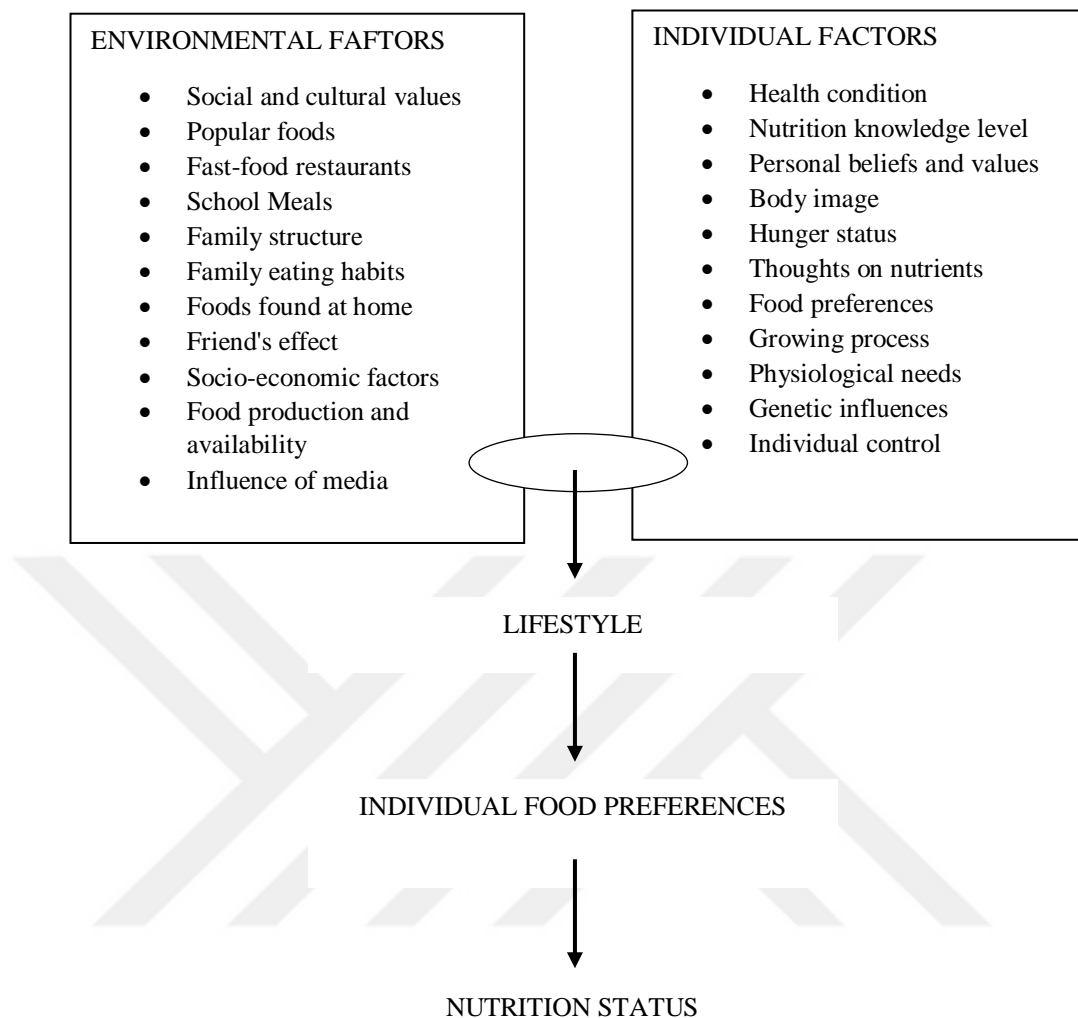 ENVIRONMENTAL FAFTORS
• Social and cultural values
• Popular foods
• Fast-food restaurants
• School Meals
• Family structure
• Family eating habits
• Foods found at home
• Friend's effect
• Socio-economic factors
• Food production and
availability
• Influence of media
INDIVIDUAL FACTORS
• Health condition
• Nutrition knowledge level
• Personal beliefs and values
• Body image
• Hunger status
• Thoughts on nutrients
• Food preferences
• Growing process
• Physiological needs
• Genetic influences
• Individual control
LIFESTYLE
INDIVIDUAL FOOD PREFERENCES
NUTRITION STATUS